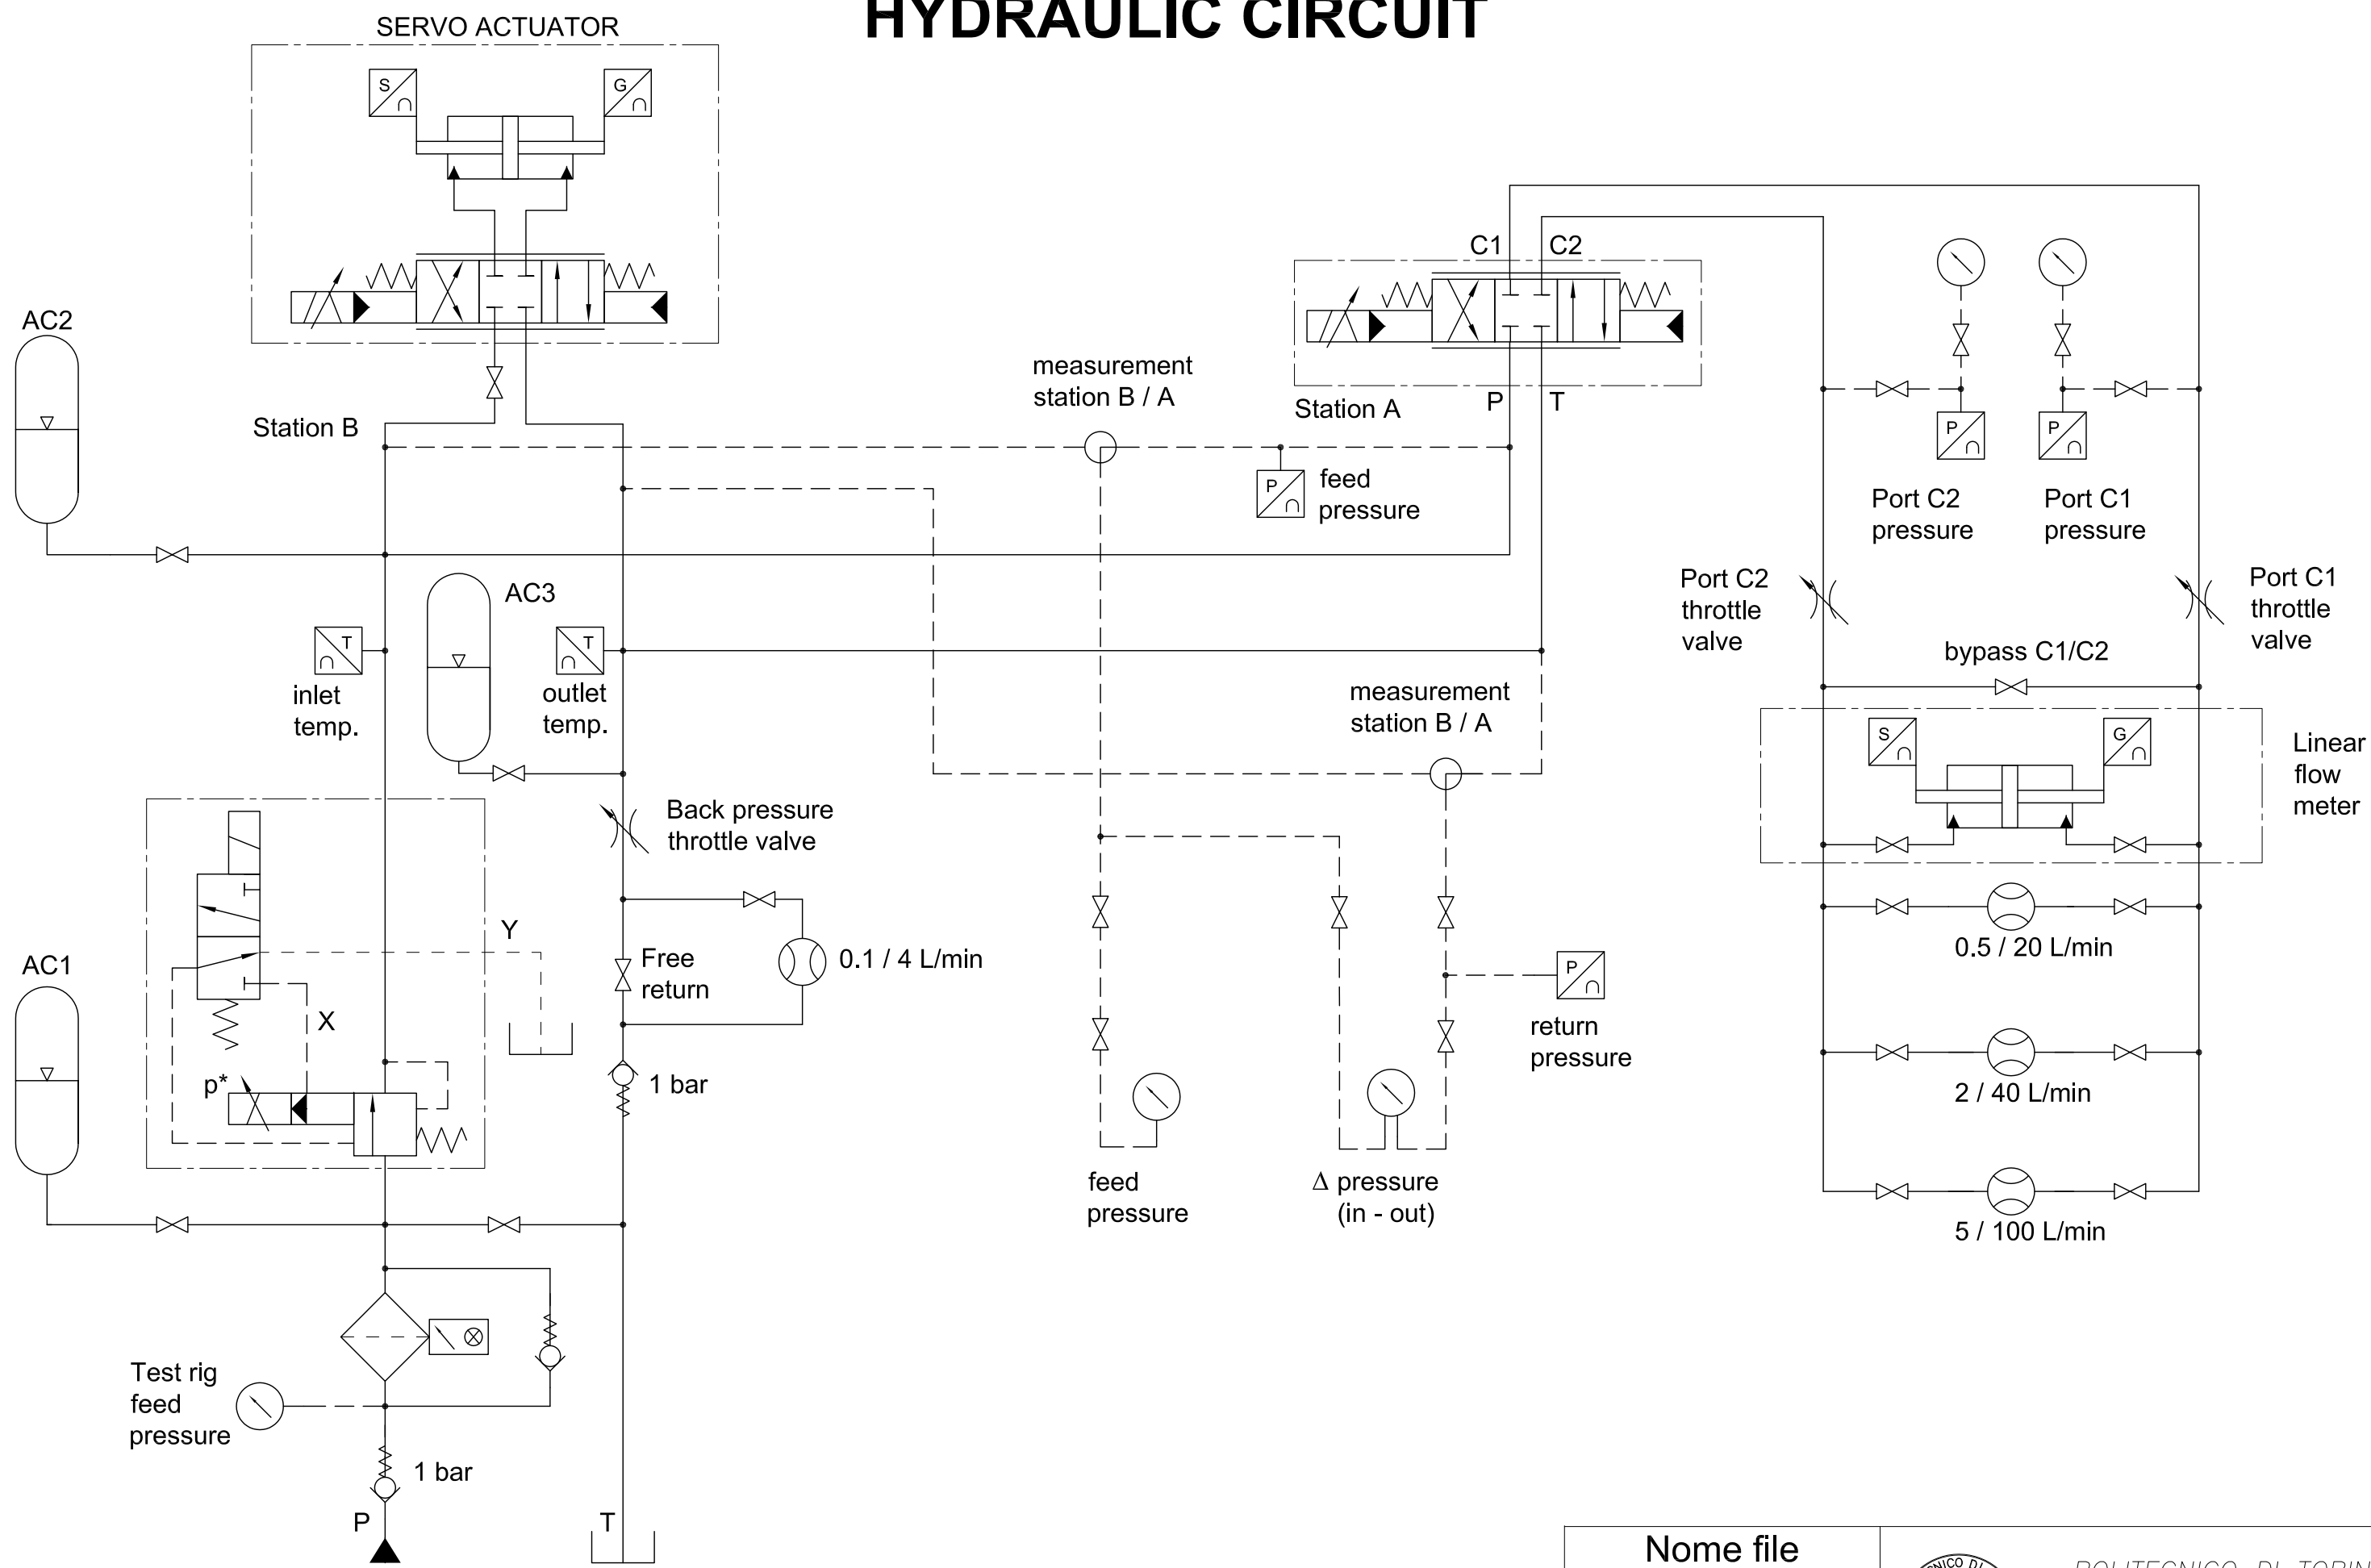 HYDRAULIC CIRCUIT
SERVO ACTUATOR
S
G
AC2
Station B
measurement
station B / A
C1
C2
Station A
P
T
P
feed
pressure
P
P
Port C2
pressure
Port C1
pressure
AC3
T
inlet
temp.
T
outlet
temp.
Port C2
throttle
valve
Port C1
throttle
valve
bypass C1/C2
measurement
station B / A
S
G
Linear
flow
meter
Back pressure
throttle valve
Y
Free
return
0.1 / 4 L/min
0.5 / 20 L/min
AC1
X
P
return
pressure
p*
1 bar
2 / 40 L/min
feed
pressure
Δ pressure
(in - out)
5 / 100 L/min
Test rig
feed
pressure
1 bar
P
T
Nome file